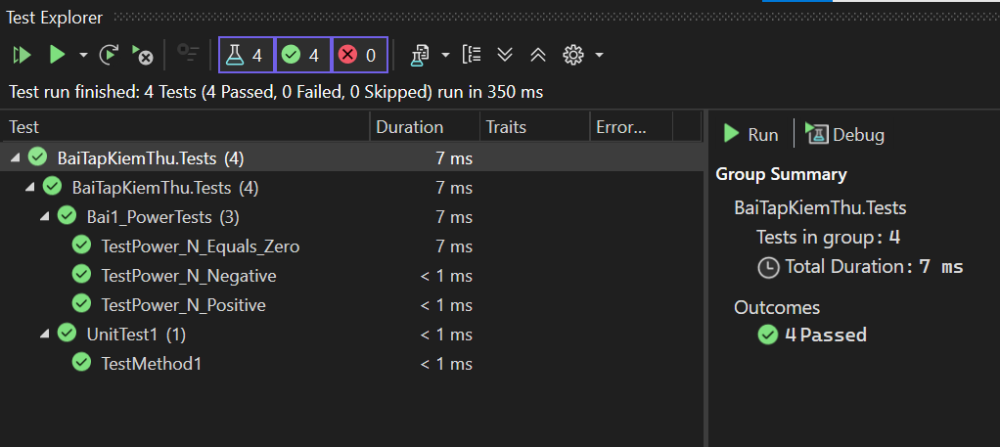 Test Explorer
4 4 0
Test run finished: 4 Tests (4 Passed, 0 Failed, 0 Skipped) run in 350 ms
Test Duration Traits Error...
BaiTapKiemThu.Tests (4) 7 ms
BaiTapKiemThu.Tests (4) 7 ms
Bai1_PowerTests (3) 7 ms
TestPower_N_Equals_Zero 7 ms
TestPower_N_Negative < 1 ms
TestPower_N_Positive < 1 ms
UnitTest1 (1) < 1 ms
TestMethod1 < 1 ms
Run Debug
Group Summary
BaiTapKiemThu.Tests
Tests in group: 4
Total Duration: 7 ms
Outcomes
4 Passed